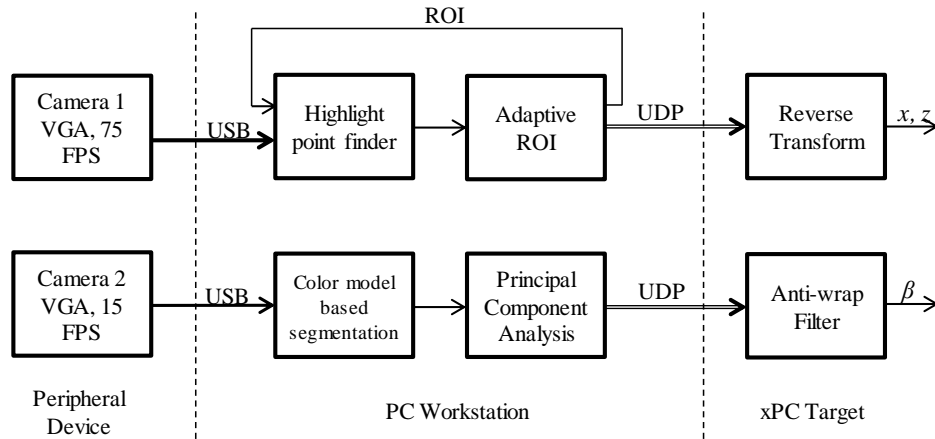 ROI
Camera 1
VGA, 75
FPS
USB
Highlight
point finder
Adaptive
ROI
UDP
Reverse
Transform
x, z
Camera 2
VGA, 15
FPS
USB
Color model
based
segmentation
Principal
Component
Analysis
UDP
Anti-wrap
Filter
β
Peripheral
Device
PC Workstation
xPC Target